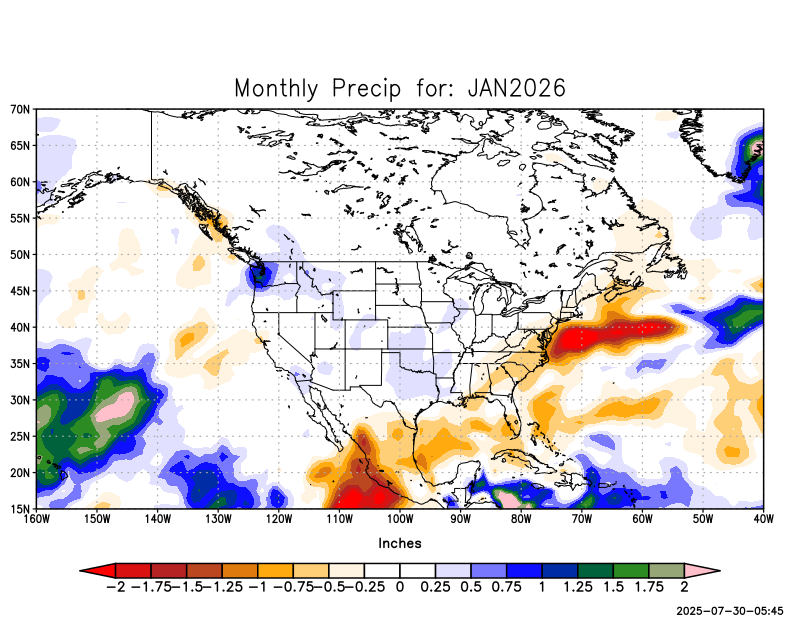 Monthly Precip for: JAN2026
70N
65N
60N
55N
50N
45N
40N
35N
30N
25N
20N
15N
160W 150W 140W 130W 120W 110W 100W 90W 80W 70W 60W 50W 40W
Inches
−2 −1.75−1.5−1.25 −1 −0.75−0.5−0.25 0 0.25 0.5 0.75 1 1.25 1.5 1.75 2
2025-07-30-05:45